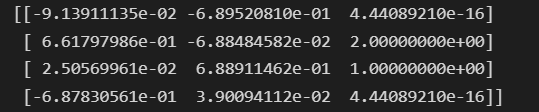 [[-9.13911135e-02 -6.89520810e-01  4.44089210e-16]
 [ 6.61797986e-01 -6.88484582e-02  2.00000000e+00]
 [ 2.50569961e-02  6.88911462e-01  1.00000000e+00]
 [-6.87830561e-01  3.90094112e-02  4.44089210e-16]]